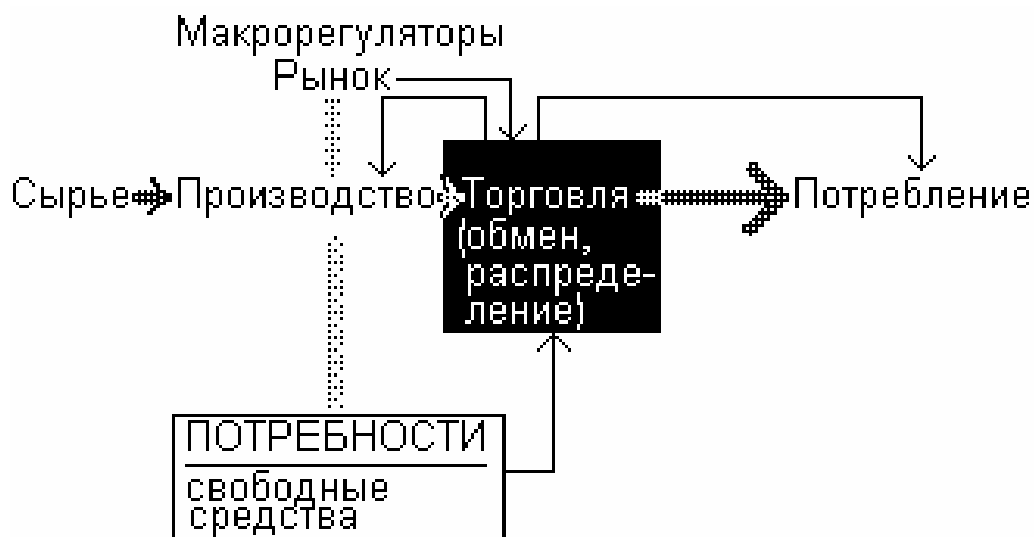 Макрорегуляторы
Рынок
Сырье Производство Торговля Потребление
(обмен,
распреде-
ление)
ПОТРЕБНОСТИ
свободные
средства